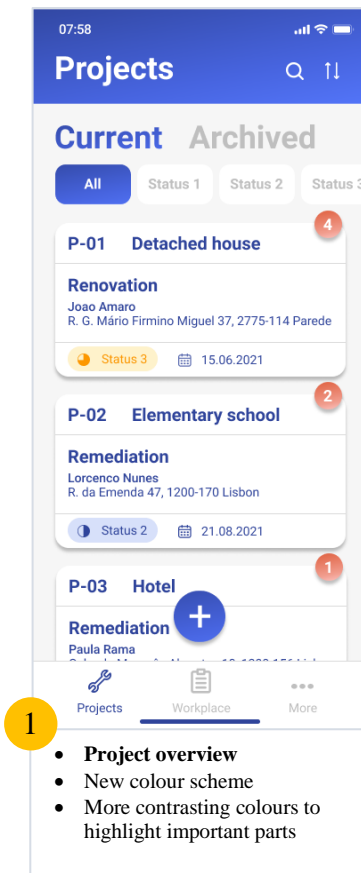 07:58
Projects
Current Archived
All Status 1 Status 2 Status 3
4
P-01 Detached house
Renovation
Joao Amaro
R. G. Mário Firmino Miguel 37, 2775-114 Parede
Status 3 15.06.2021
2
P-02 Elementary school
Remediation
Lorcenco Nunes
R. da Emenda 47, 1200-170 Lisbon
Status 2 21.08.2021
1
P-03 Hotel
Remediation
+
Paula Rama
Projects Workplace More
1
• Project overview
• New colour scheme
• More contrasting colours to
highlight important parts